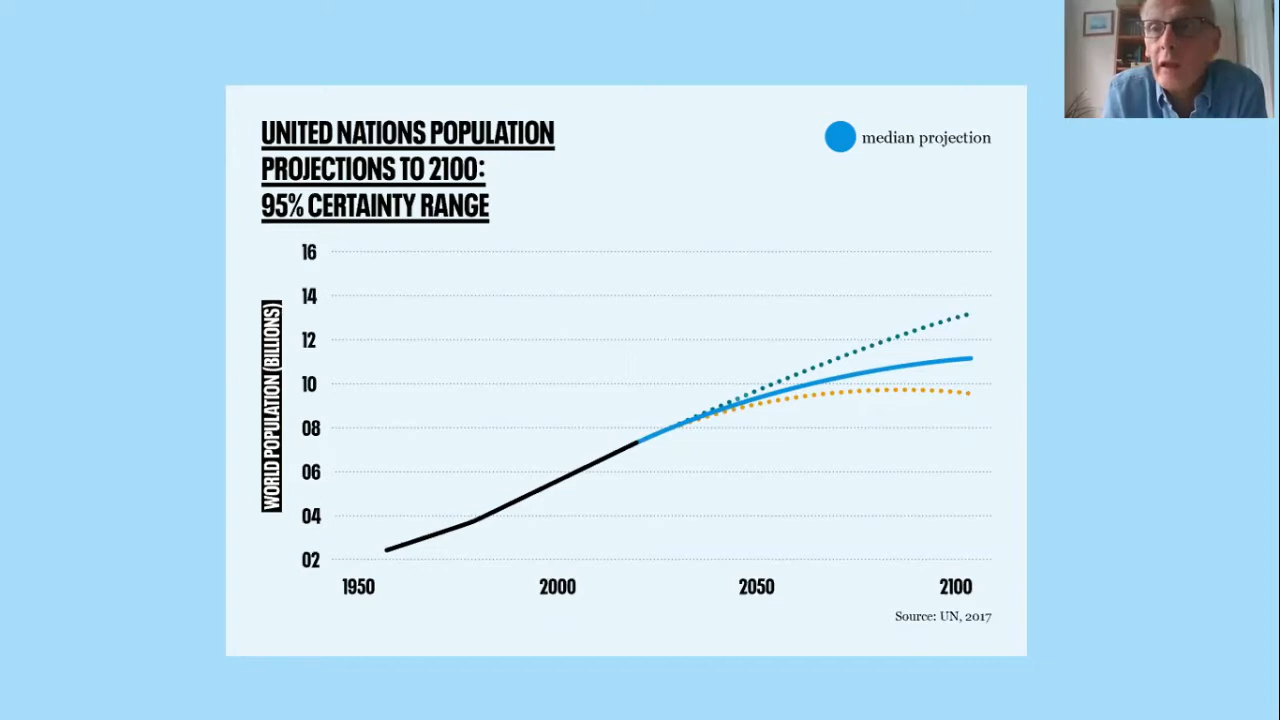 UNITED NATIONS POPULATION
PROJECTIONS TO 2100:
95% CERTAINTY RANGE
median projection
WORLD POPULATION (BILLIONS)
16
14
12
10
08
06
04
02
1950
2000
2050
2100
Source: UN, 2017